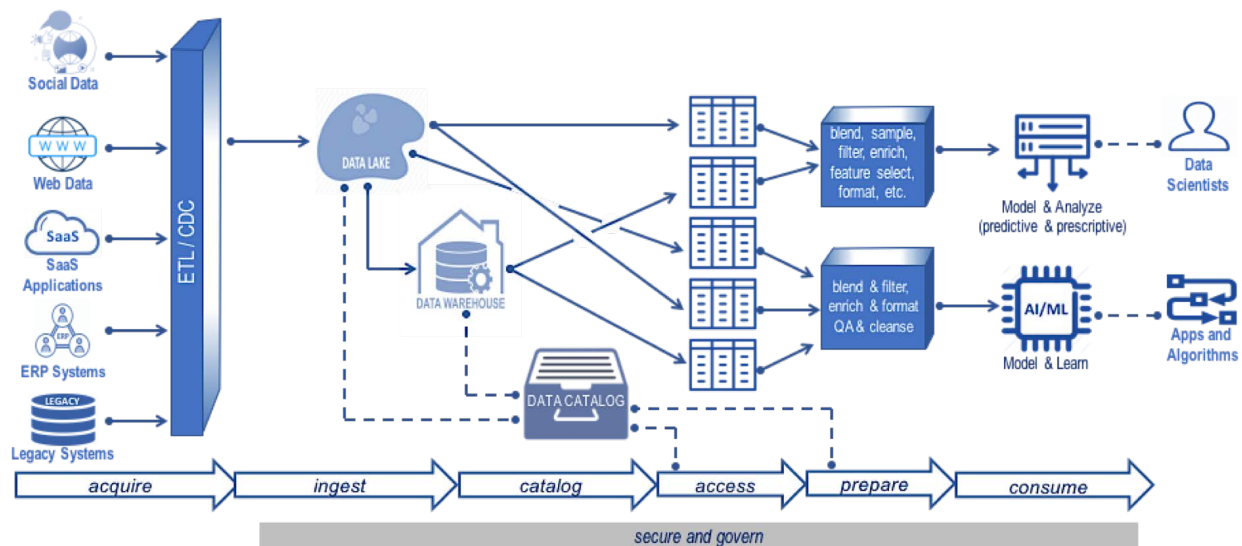 Social Data
WWW
Web Data
SaaS
SaaS
Applications
ERP
ERP Systems
LEGACY
Legacy Systems
ETL / CDC
DATA LAKE
DATA WAREHOUSE
DATA CATALOG
blend, sample,
filter, enrich,
feature select,
format, etc.
blend & filter,
enrich & format
QA & cleanse
Model & Analyze
(predictive & prescriptive)
AI/ML
Model & Learn
Data
Scientists
Apps and
Algorithms
acquire
ingest
catalog
access
prepare
consume
secure and govern